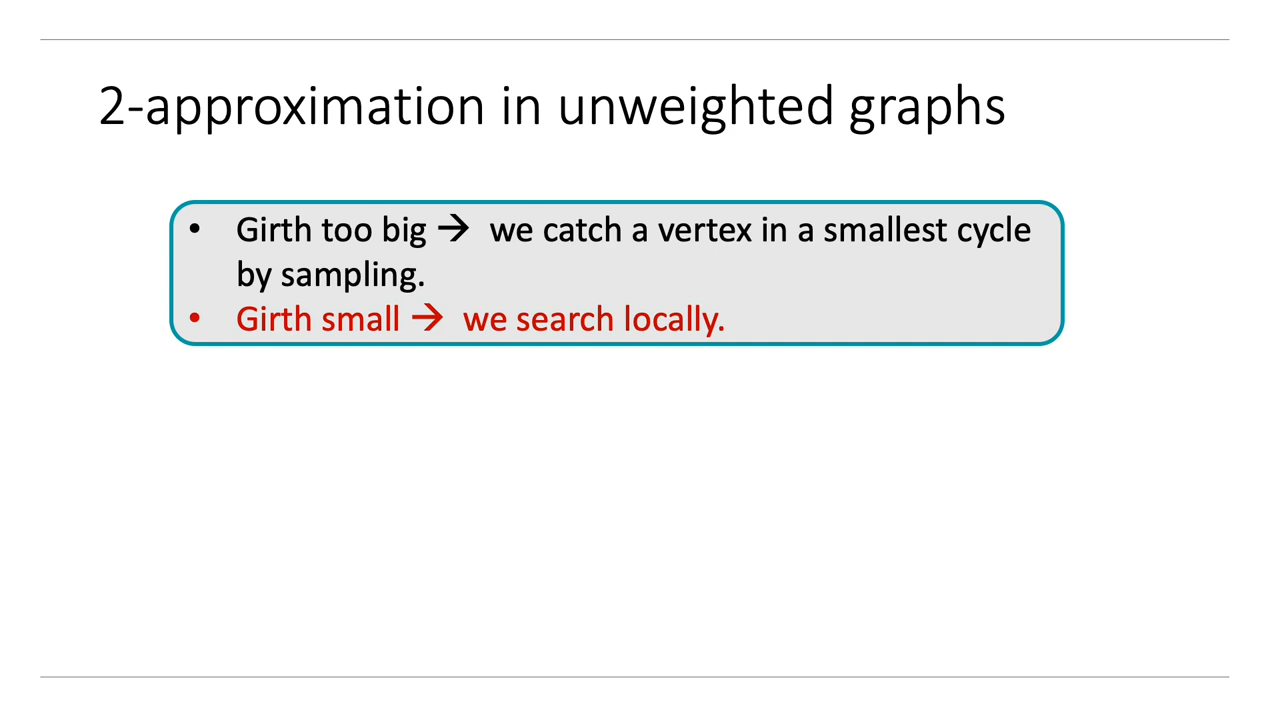 2-approximation in unweighted graphs
• Girth too big → we catch a vertex in a smallest cycle
by sampling.
• Girth small → we search locally.